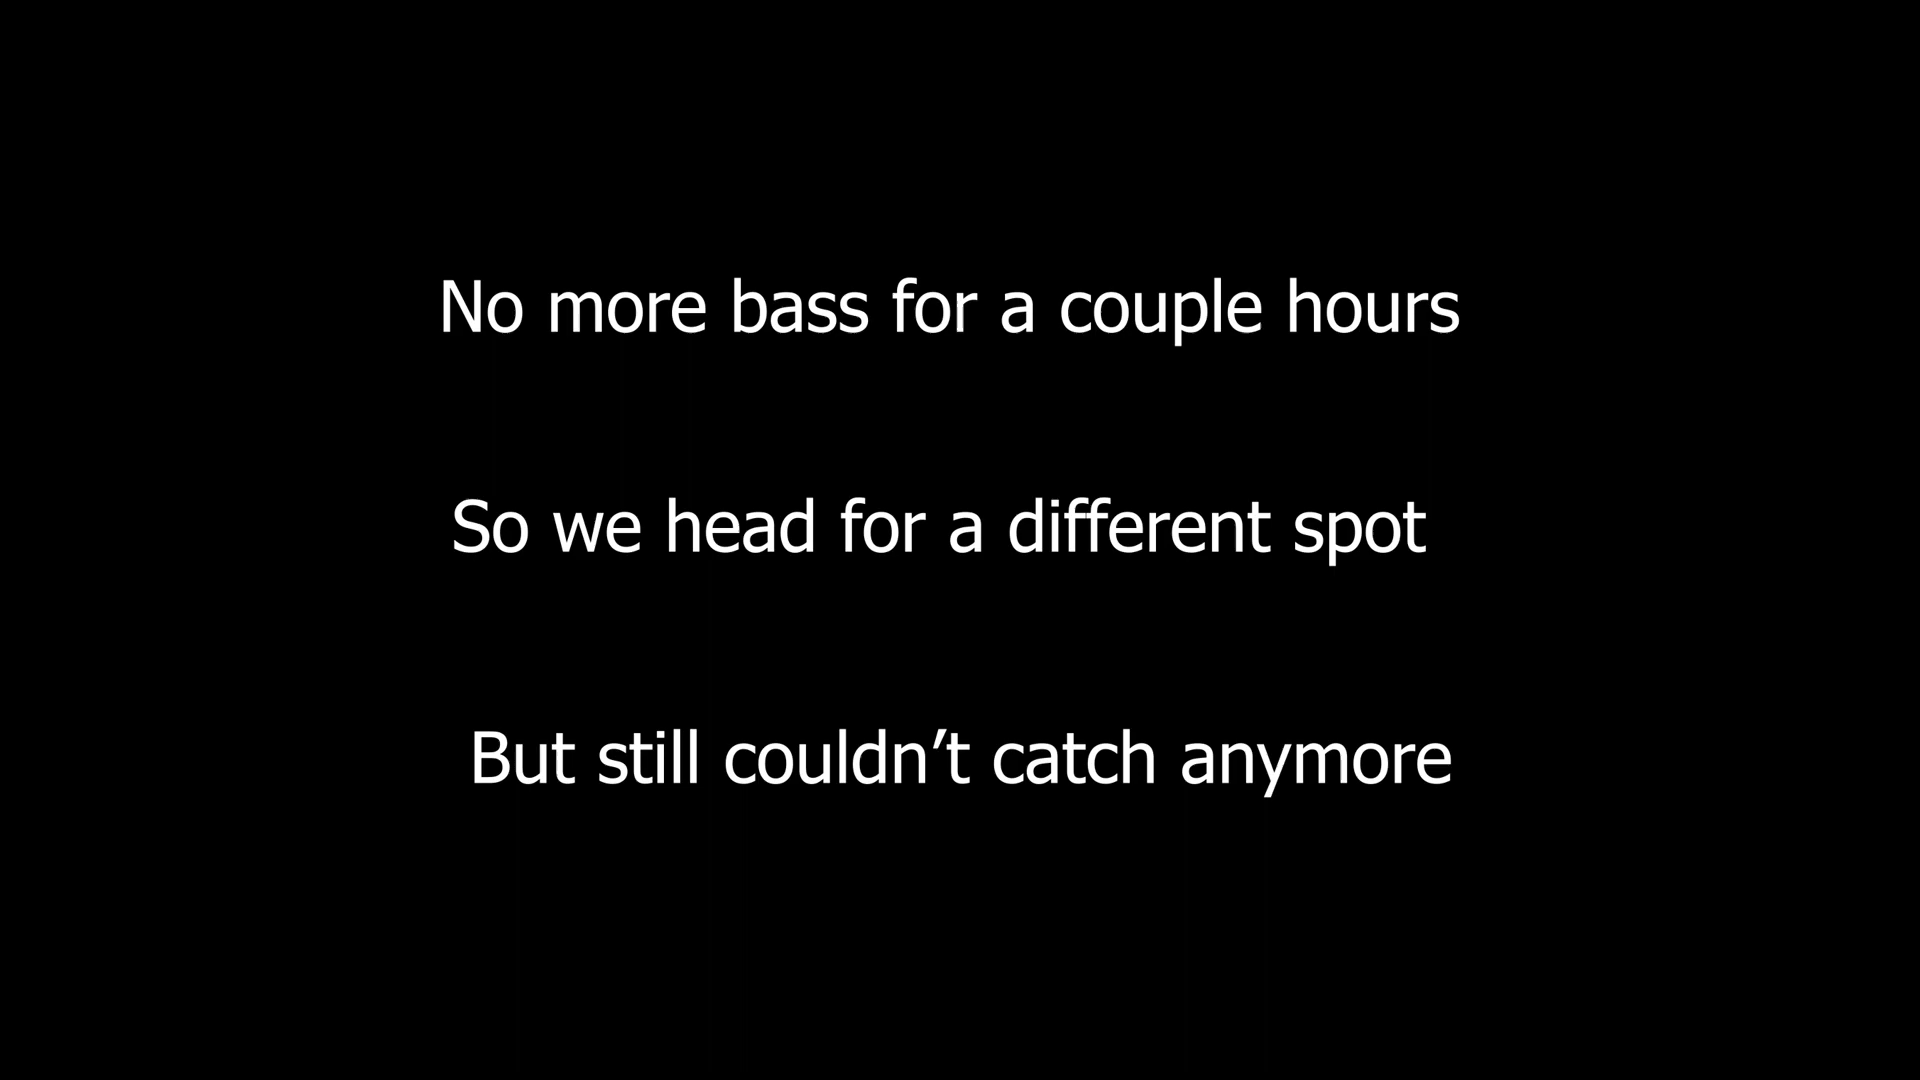 No more bass for a couple hours
So we head for a different spot
But still couldn’t catch anymore